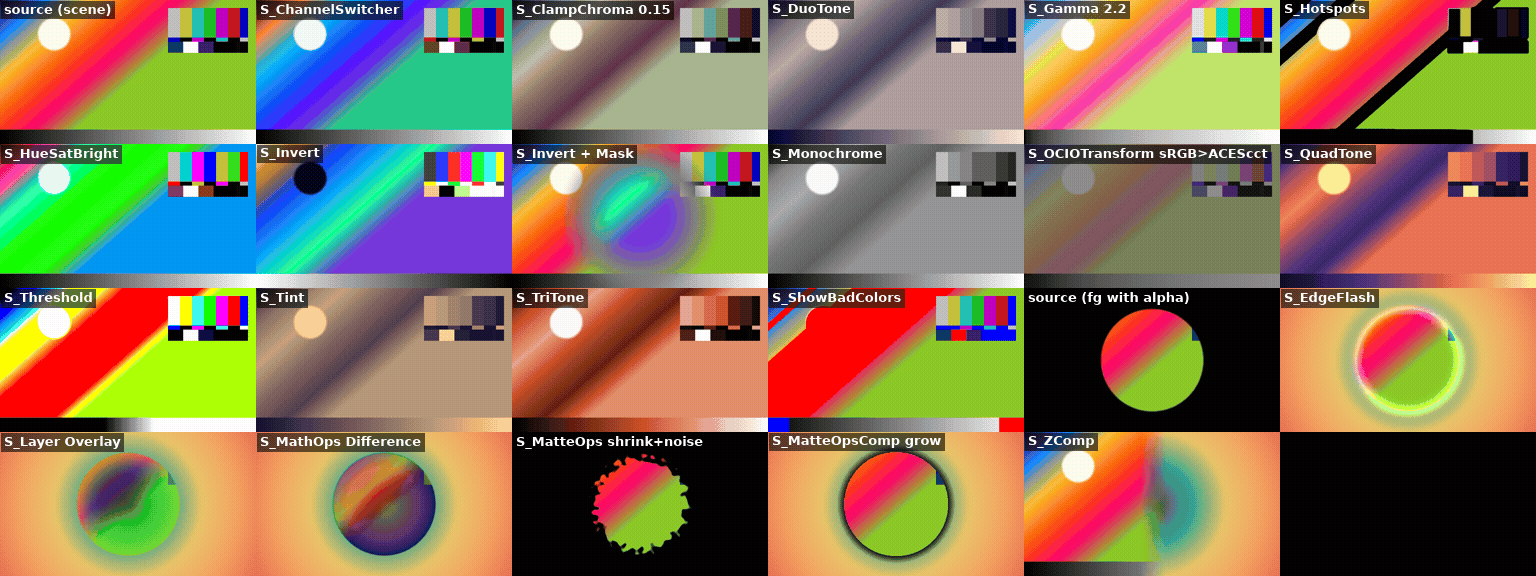 source (scene)
S_ChannelSwitcher
S_ClampChroma 0.15
S_DuoTone
S_Gamma 2.2
S_Hotspots
S_HueSatBright
S_Invert
S_Invert + Mask
S_Monochrome
S_OCIOTransform sRGB>ACEScct
S_QuadTone
S_Threshold
S_Tint
S_TriTone
S_ShowBadColors
source (fg with alpha)
S_EdgeFlash
S_Layer Overlay
S_MathOps Difference
S_MatteOps shrink+noise
S_MatteOpsComp grow
S_ZComp